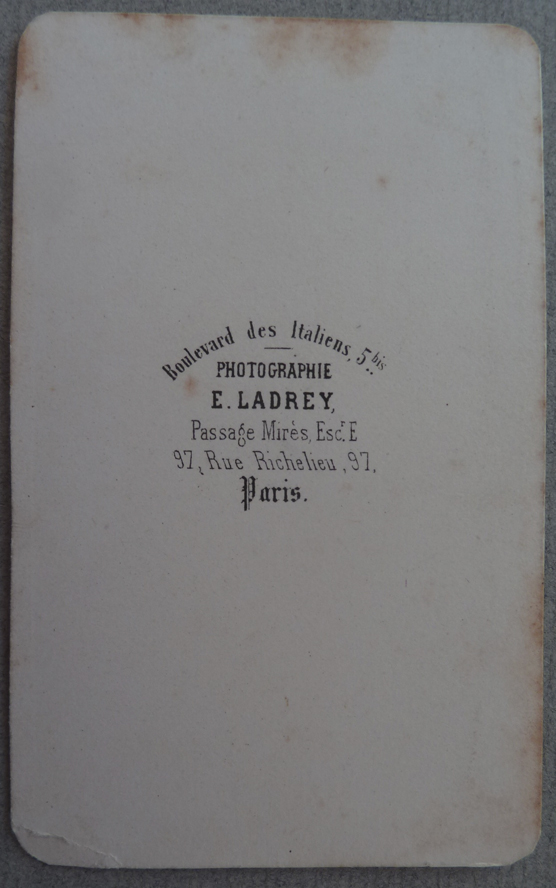 Boulevard des Italiens, 5 bis
PHOTOGRAPHIE
E. LADREY,
Passage Mirès, Escr. E
97, Rue Richelieu, 97,
Paris.